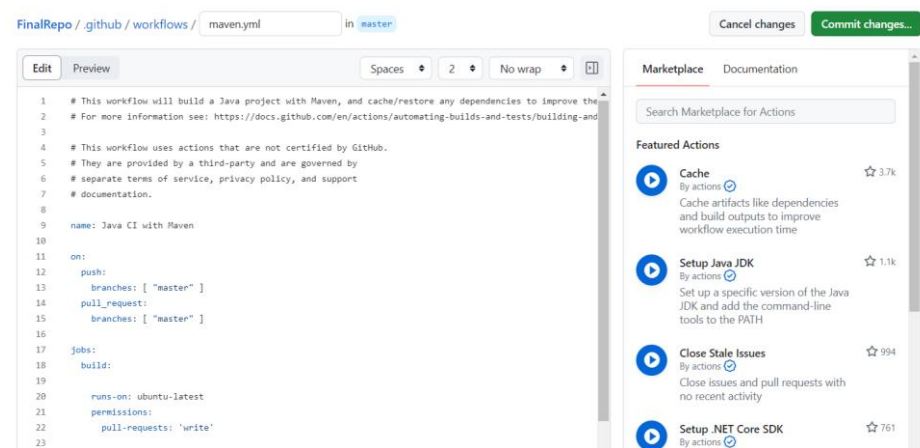 FinalRepo / .github / workflows / maven.yml in master
Cancel changes
Commit changes...
Edit Preview
Spaces 2 No wrap
1 # This workflow will build a Java project with Maven, and cache/restore any dependencies to improve the
2 # For more information see: https://docs.github.com/en/actions/automating-builds-and-tests/building-and
3
4 # This workflow uses actions that are not certified by GitHub.
5 # They are provided by a third-party and are governed by
6 # separate terms of service, privacy policy, and support
7 # documentation.
8
9 name: Java CI with Maven
10
11 on:
12 push:
13 branches: [ "master" ]
14 pull_request:
15 branches: [ "master" ]
16
17 jobs:
18 build:
19
20 runs-on: ubuntu-latest
21 permissions:
22 pull-requests: 'write'
23
Marketplace Documentation
Search Marketplace for Actions
Featured Actions
Cache 3.7k
By actions
Cache artifacts like dependencies
and build outputs to improve
workflow execution time
Setup Java JDK 1.1k
By actions
Set up a specific version of the Java
JDK and add the command-line
tools to the PATH
Close Stale Issues 994
By actions
Close issues and pull requests with
no recent activity
Setup .NET Core SDK 761
By actions